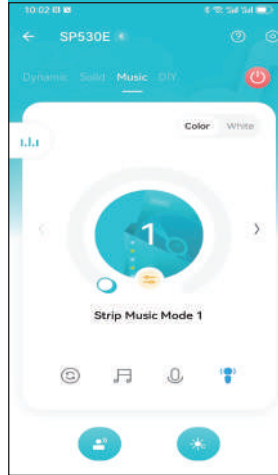 10:02
SP530E
Dynamic Solid Music DIY
Color White
1
Strip Music Mode 1